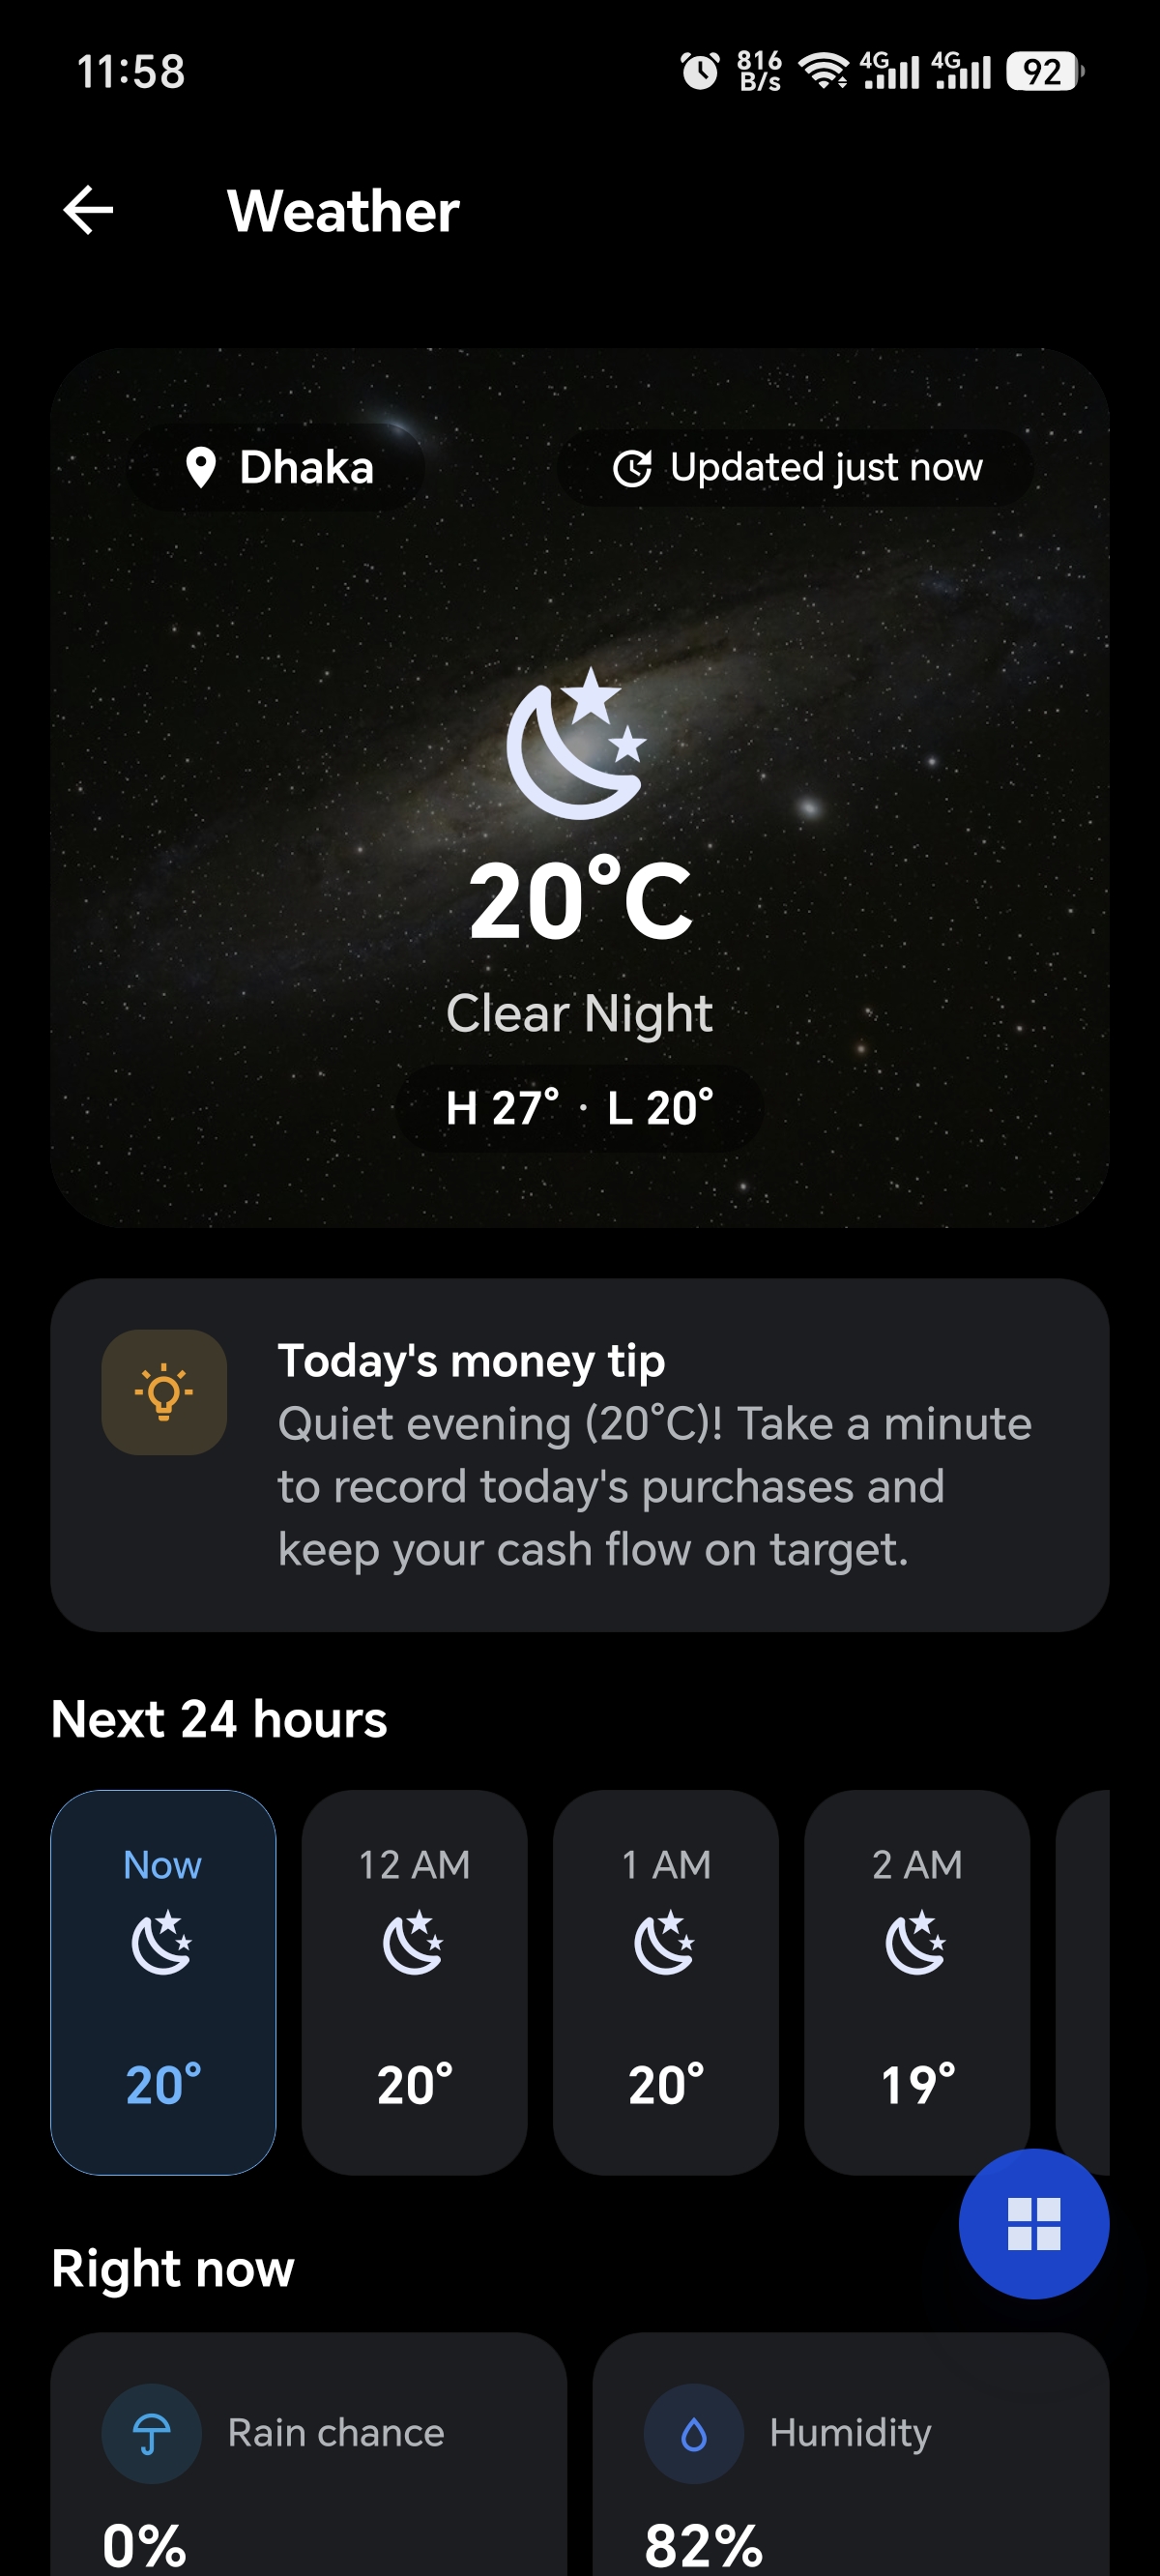 11:58
816
B/s
4G
4G
92
Weather
Dhaka
Updated just now
20°C
Clear Night
H 27° · L 20°
Today's money tip
Quiet evening (20°C)! Take a minute
to record today's purchases and
keep your cash flow on target.
Next 24 hours
Now
12 AM
1 AM
2 AM
20°
20°
20°
19°
Right now
Rain chance
Humidity
0%
82%